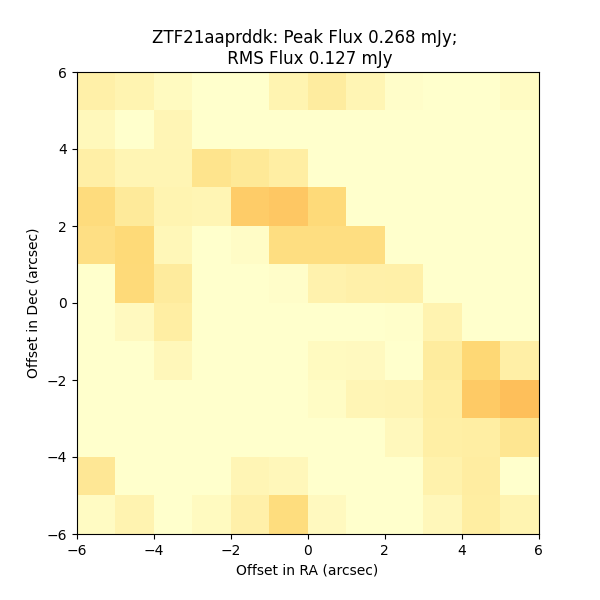 ZTF21aaprddk: Peak Flux 0.268 mJy;
RMS Flux 0.127 mJy
6
4
2
0
−2
−4
−6
Offset in Dec (arcsec)
−6 −4 −2 0 2 4 6
Offset in RA (arcsec)